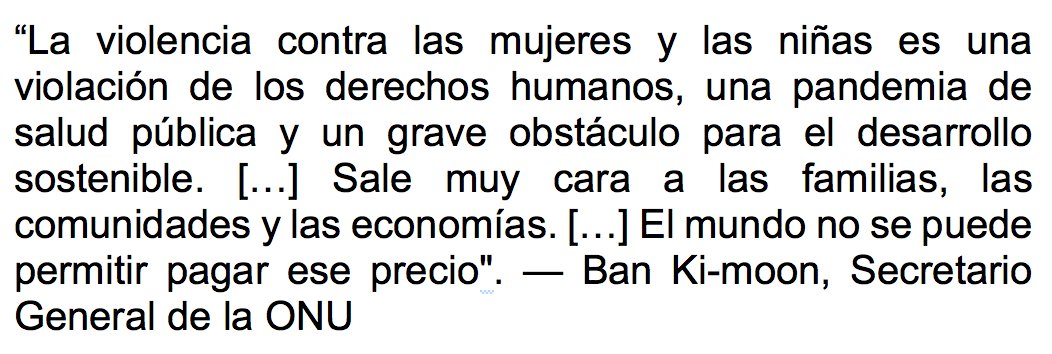 “La violencia contra las mujeres y las niñas es una
violación de los derechos humanos, una pandemia de
salud pública y un grave obstáculo para el desarrollo
sostenible. […] Sale muy cara a las familias, las
comunidades y las economías. […] El mundo no se puede
permitir pagar ese precio". — Ban Ki-moon, Secretario
General de la ONU